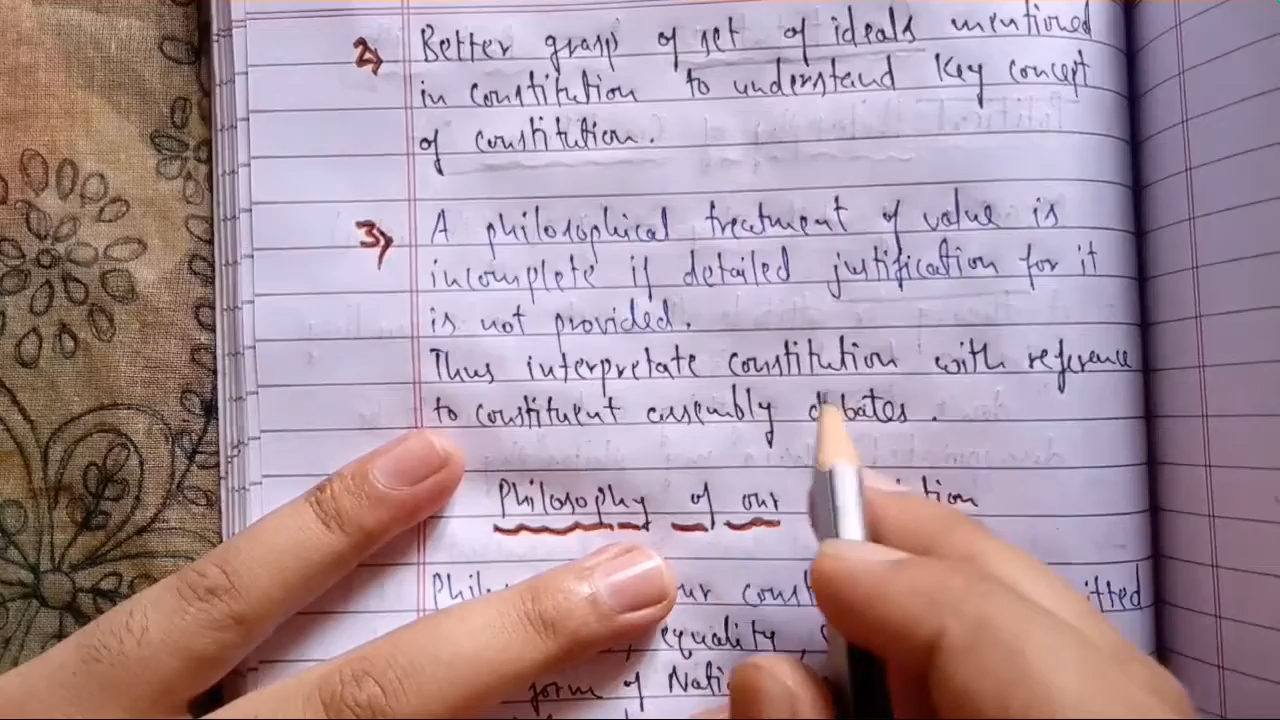 2) Better grasp of set of ideals mentioned
in constitution to understand key concept
of constitution.
3) A philosophical treatment of value is
incomplete if detailed justification for it
is not provided.
Thus interpretate constitution with reference
to constituent assembly debates.
Philosophy of our
our
equality,
form of